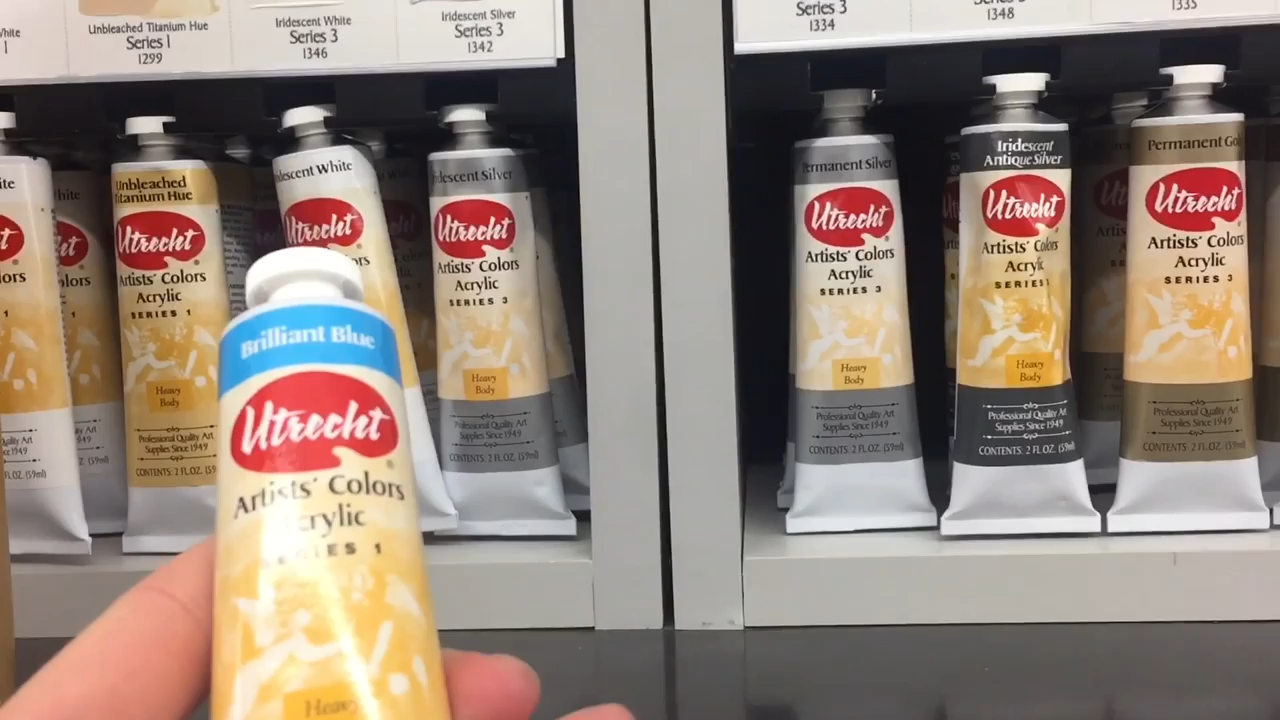 Unbleached Titanium Hue
Series 1
1299
Iridescent White
Series 3
1346
Iridescent Silver
Series 3
1342
Series 3
1334
1348
1335
Unbleached
Titanium Hue
Utrecht
Artists' Colors
Acrylic
SERIES 1
Heavy
Body
Professional Quality Art
Supplies Since 1949
CONTENTS: 2 FL.OZ. (59
White
Utrecht
Iridescent Silver
Utrecht
Artists' Colors
Acrylic
SERIES 3
Heavy
Body
Professional Quality Art
Supplies Since 1949
CONTENTS: 2 FL.OZ. (59ml)
Permanent Silver
Utrecht
Artists' Colors
Acrylic
SERIES 3
Heavy
Body
Professional Quality Art
Supplies Since 1949
CONTENTS: 2 FL.OZ. (59ml)
Iridescent
Antique Silver
Utrecht
Artists' Colors
Acrylic
SERIES
Heavy
Body
Professional Quality Art
Supplies Since 1949
CONTENTS: 2 FL.OZ. (59ml)
Permanent Gol
Utrecht
Artists' Colors
Acrylic
SERIES 3
Heavy
Body
Professional Quality Art
Supplies Since 1949
CONTENTS: 2 FL.OZ. (59ml)
Brilliant Blue
Utrecht
Artists' Colors
Acrylic
SERIES 1
Heavy